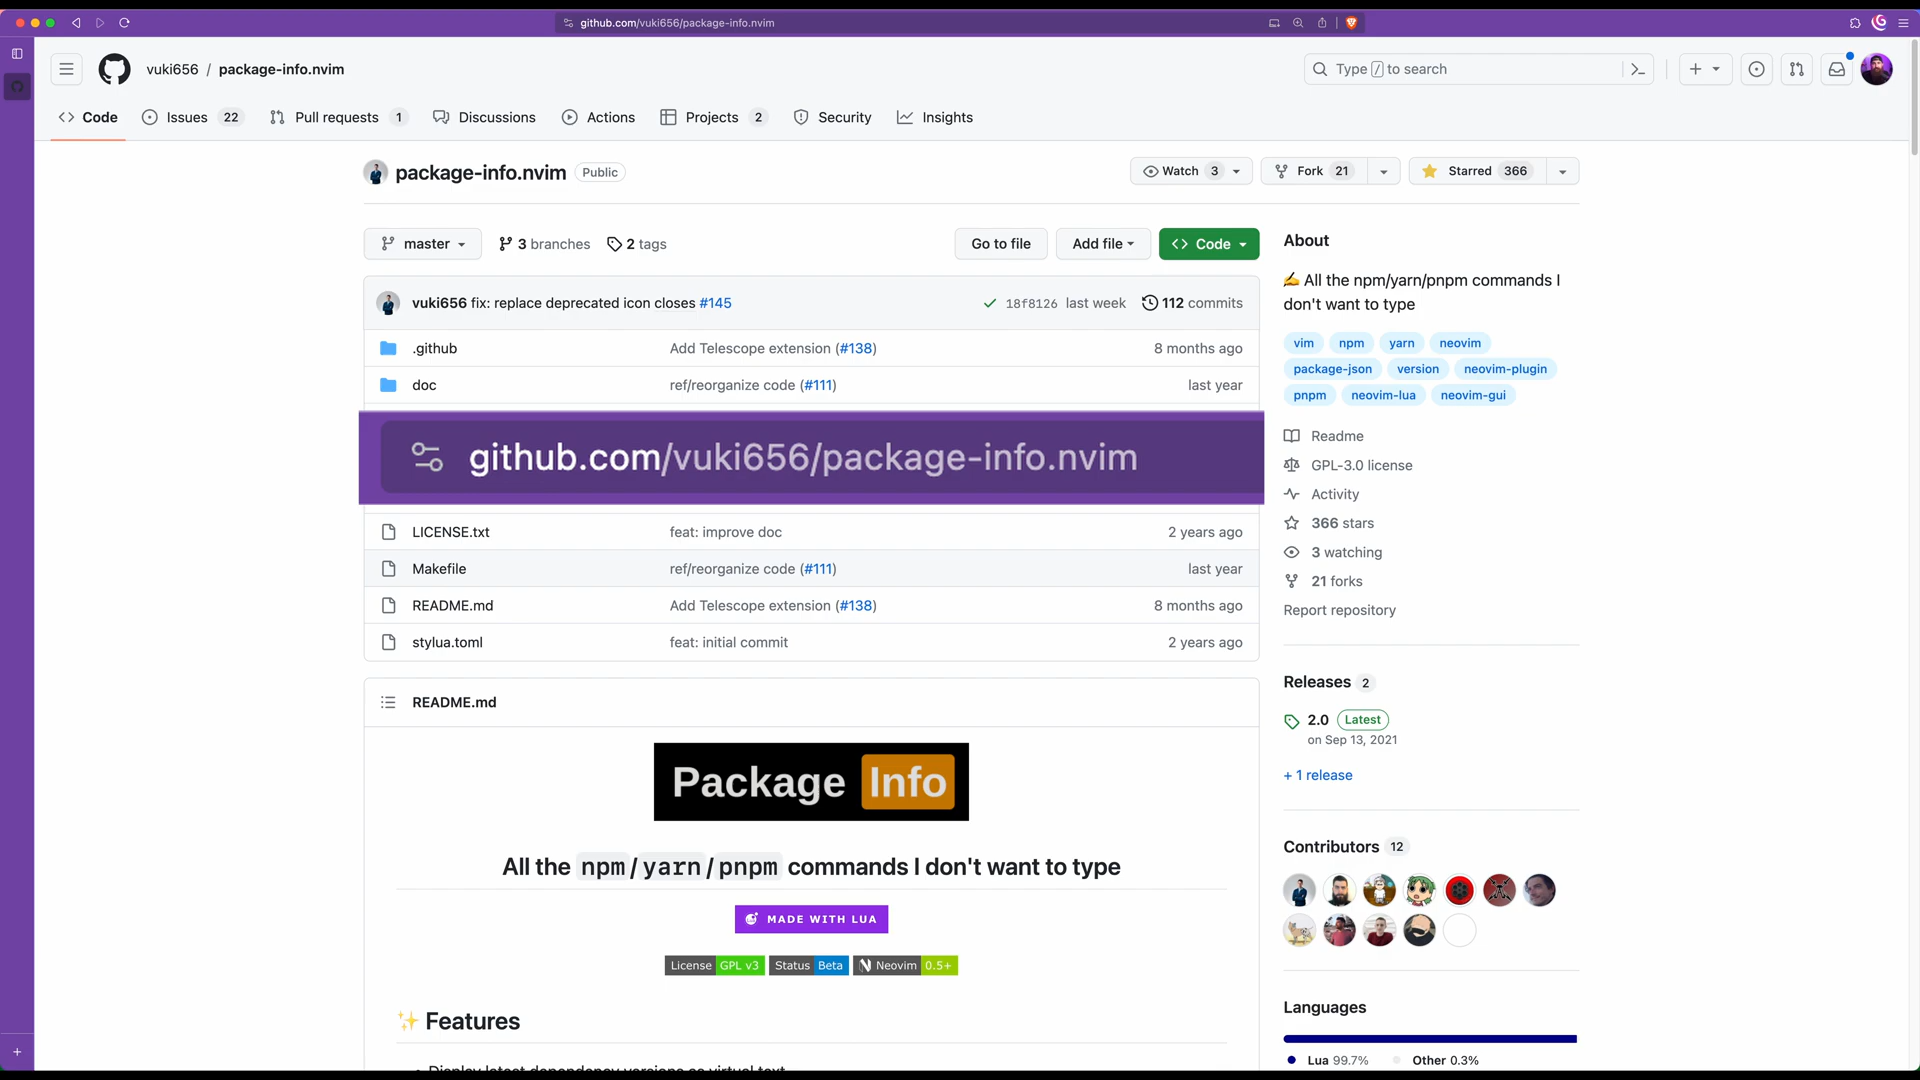 github.com/vuki656/package-info.nvim
vuki656 / package-info.nvim
Type / to search
Code
Issues 22
Pull requests 1
Discussions
Actions
Projects 2
Security
Insights
package-info.nvim Public
Watch 3
Fork 21
Starred 366
master
3 branches
2 tags
Go to file
Add file
Code
vuki656 fix: replace deprecated icon closes #145
18f8126 last week
112 commits
.github Add Telescope extension (#138) 8 months ago
doc ref/reorganize code (#111) last year
github.com/vuki656/package-info.nvim
LICENSE.txt feat: improve doc 2 years ago
Makefile ref/reorganize code (#111) last year
README.md Add Telescope extension (#138) 8 months ago
stylua.toml feat: initial commit 2 years ago
README.md
Package Info
All the npm/yarn/pnpm commands I don't want to type
MADE WITH LUA
License GPL v3 Status Beta Neovim 0.5+
Features
Display latest dependency versions as virtual text
About
All the npm/yarn/pnpm commands I
don't want to type
vim npm yarn neovim
package-json version neovim-plugin
pnpm neovim-lua neovim-gui
Readme
GPL-3.0 license
Activity
366 stars
3 watching
21 forks
Report repository
Releases 2
2.0 Latest
on Sep 13, 2021
+ 1 release
Contributors 12
Languages
Lua 99.7% Other 0.3%